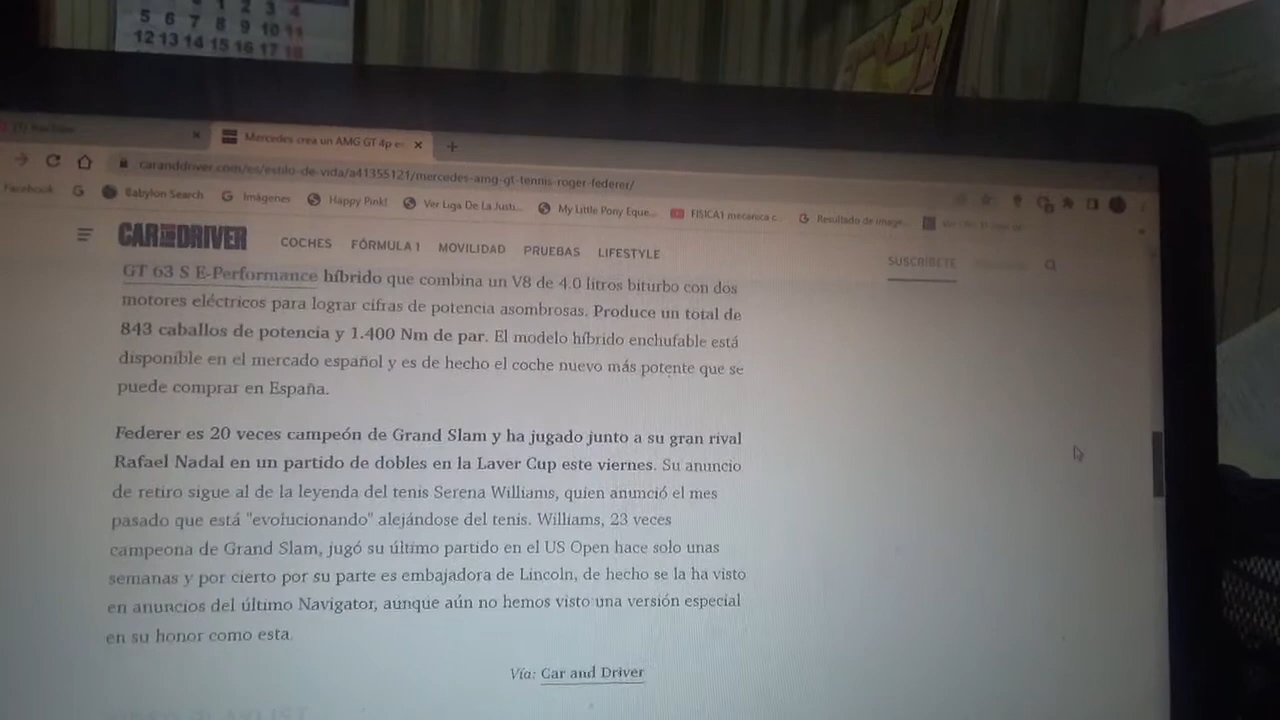 1 2 3 4
5 6 7 8 9 10 11
12 13 14 15 16 17 18
Mercedes crea un AMG GT 4p
caranddriver.com/es/estilo-de-vida/a41355121/mercedes-amg-gt-tennis-roger-federer/
Facebook Babylon Search Imágenes Happy Pink! Ver Liga De La Justi... My Little Pony Eque... FISICA1 mecanica c... Resultado de image...
CAR AND DRIVER COCHES FÓRMULA 1 MOVILIDAD PRUEBAS LIFESTYLE SUSCRÍBETE
GT 63 S E-Performance híbrido que combina un V8 de 4.0 litros biturbo con dos
motores eléctricos para lograr cifras de potencia asombrosas. Produce un total de
843 caballos de potencia y 1.400 Nm de par. El modelo híbrido enchufable está
disponible en el mercado español y es de hecho el coche nuevo más potente que se
puede comprar en España.
Federer es 20 veces campeón de Grand Slam y ha jugado junto a su gran rival
Rafael Nadal en un partido de dobles en la Laver Cup este viernes. Su anuncio
de retiro sigue al de la leyenda del tenis Serena Williams, quien anunció el mes
pasado que está "evolucionando" alejándose del tenis. Williams, 23 veces
campeona de Grand Slam, jugó su último partido en el US Open hace solo unas
semanas y por cierto por su parte es embajadora de Lincoln, de hecho se la ha visto
en anuncios del último Navigator, aunque aún no hemos visto una versión especial
en su honor como esta.
Vía: Car and Driver